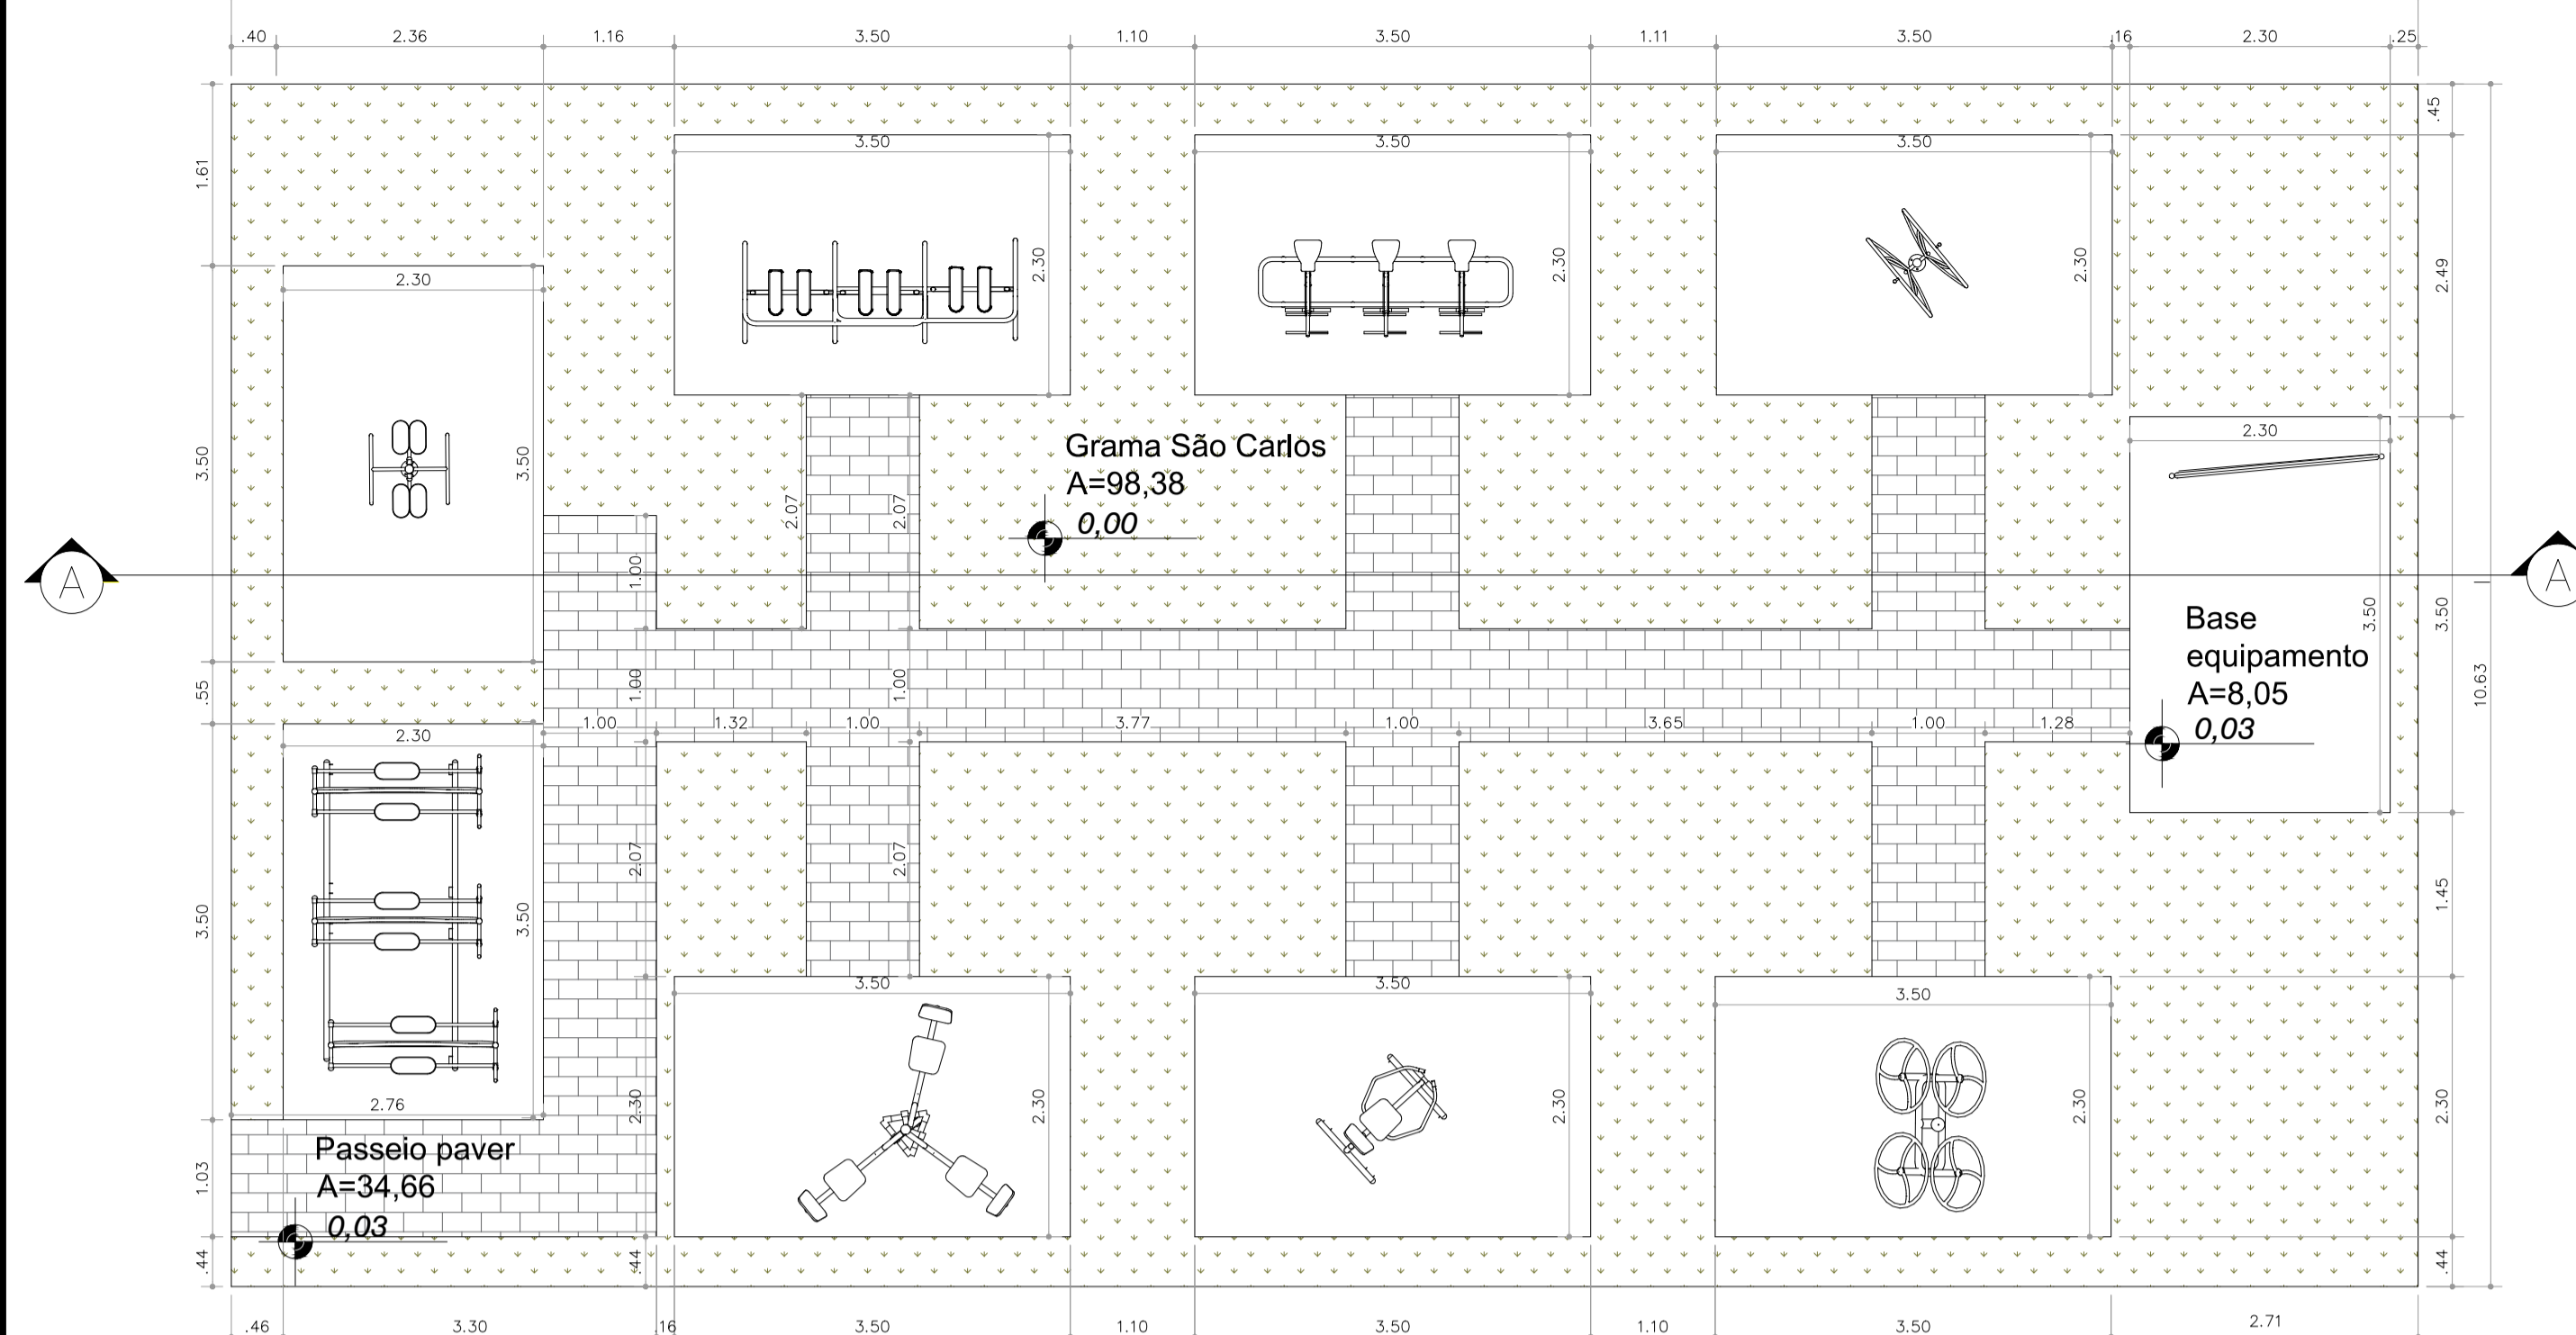 .40 2.36 1.16 3.50 1.10 3.50 1.11 3.50 .16 2.30 .25
.45
3.50 3.50 3.50
1.61
2.30 2.30 2.30 2.49
2.30
2.30
Grama São Carlos
3.50 3.50 A=98,38
2.07 2.07 0,00
A 1.00 A
3.50 3.50
Base
equipamento
.55 1.00 1.00 A=8,05 10.63
1.00 1.32 1.00 3.77 1.00 3.65 1.00 1.28 0,03
2.30
2.07 2.07
3.50 3.50 1.45
3.50 3.50 3.50
2.76 2.30 2.30 2.30 2.30 2.30
Passeio paver
1.03 A=34,66
0,03
.44 .44 .44
.46 3.30 .16 3.50 1.10 3.50 1.10 3.50 2.71